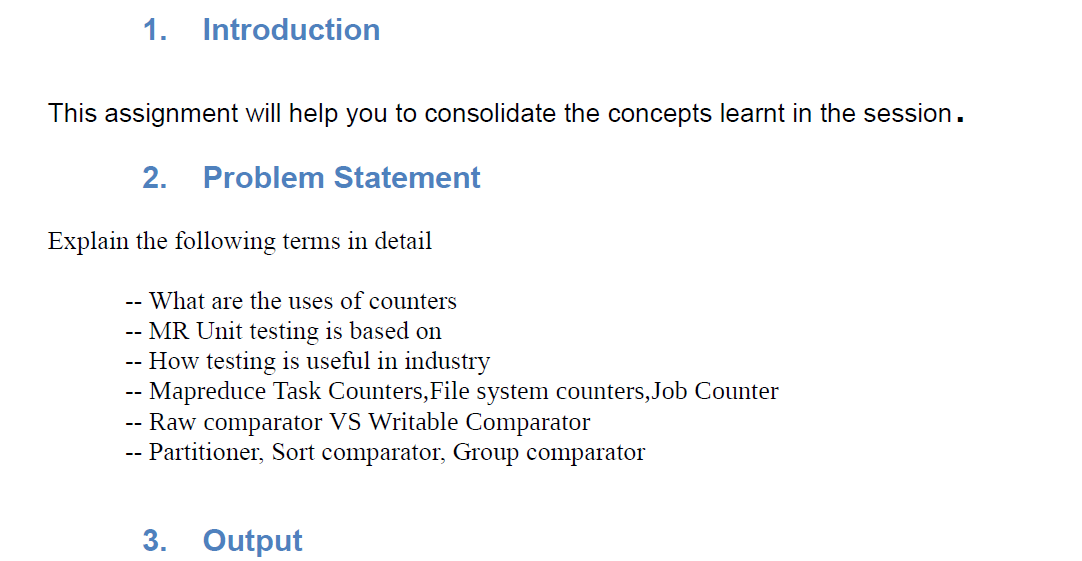 1. Introduction
This assignment will help you to consolidate the concepts learnt in the session.
2. Problem Statement
Explain the following terms in detail
-- What are the uses of counters
-- MR Unit testing is based on
-- How testing is useful in industry
-- Mapreduce Task Counters,File system counters,Job Counter
-- Raw comparator VS Writable Comparator
-- Partitioner, Sort comparator, Group comparator
3. Output